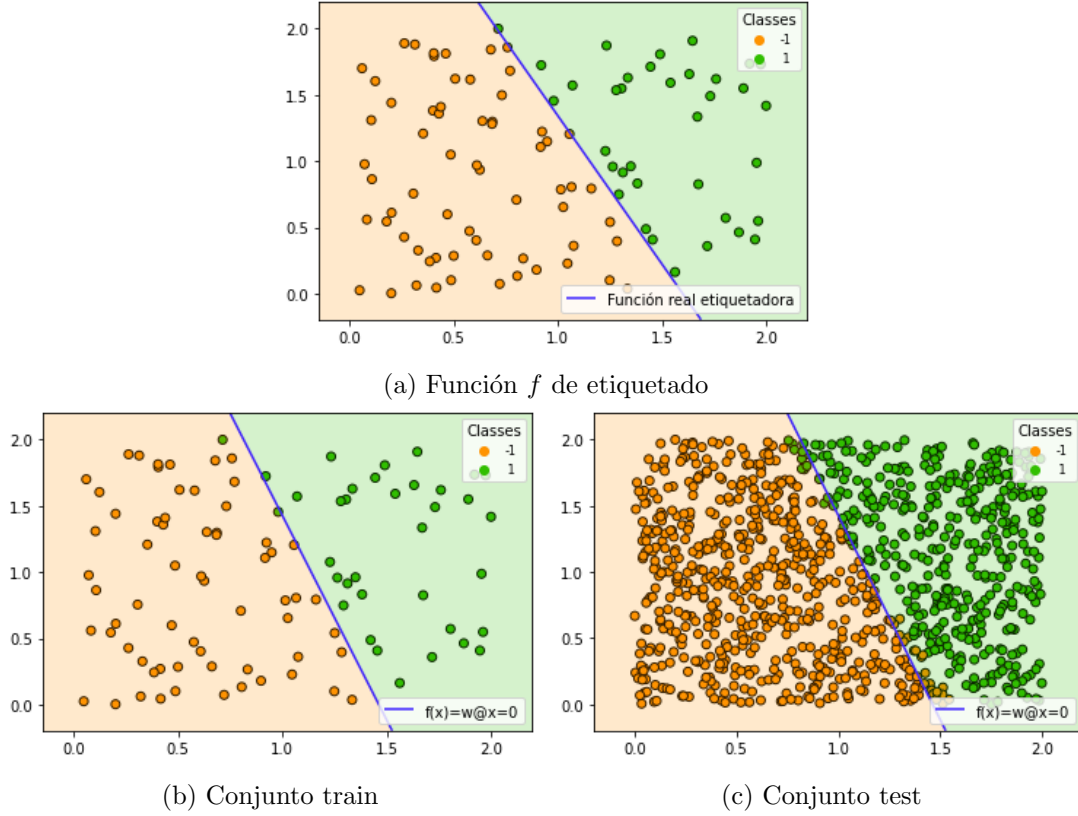 Classes
-1
1
2.0
1.5
1.0
0.5
0.0
Función real etiquetadora
0.0 0.5 1.0 1.5 2.0
(a) Función f de etiquetado
Classes
-1
1
2.0
1.5
1.0
0.5
0.0
f(x)=w@x=0
0.0 0.5 1.0 1.5 2.0
(b) Conjunto train
Classes
-1
1
2.0
1.5
1.0
0.5
0.0
f(x)=w@x=0
0.0 0.5 1.0 1.5 2.0
(c) Conjunto test